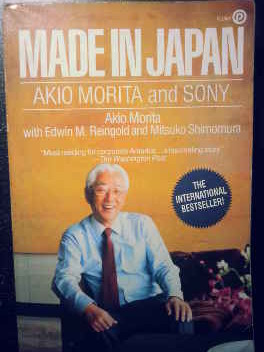 PLUME
MADE IN JAPAN
AKIO MORITA and SONY
Akio Morita
with Edwin M. Reingold and Mitsuko Shimomura
"Must reading for corporate America ... a fascinating story"
—The Washington Post
THE
INTERNATIONAL
BESTSELLER!